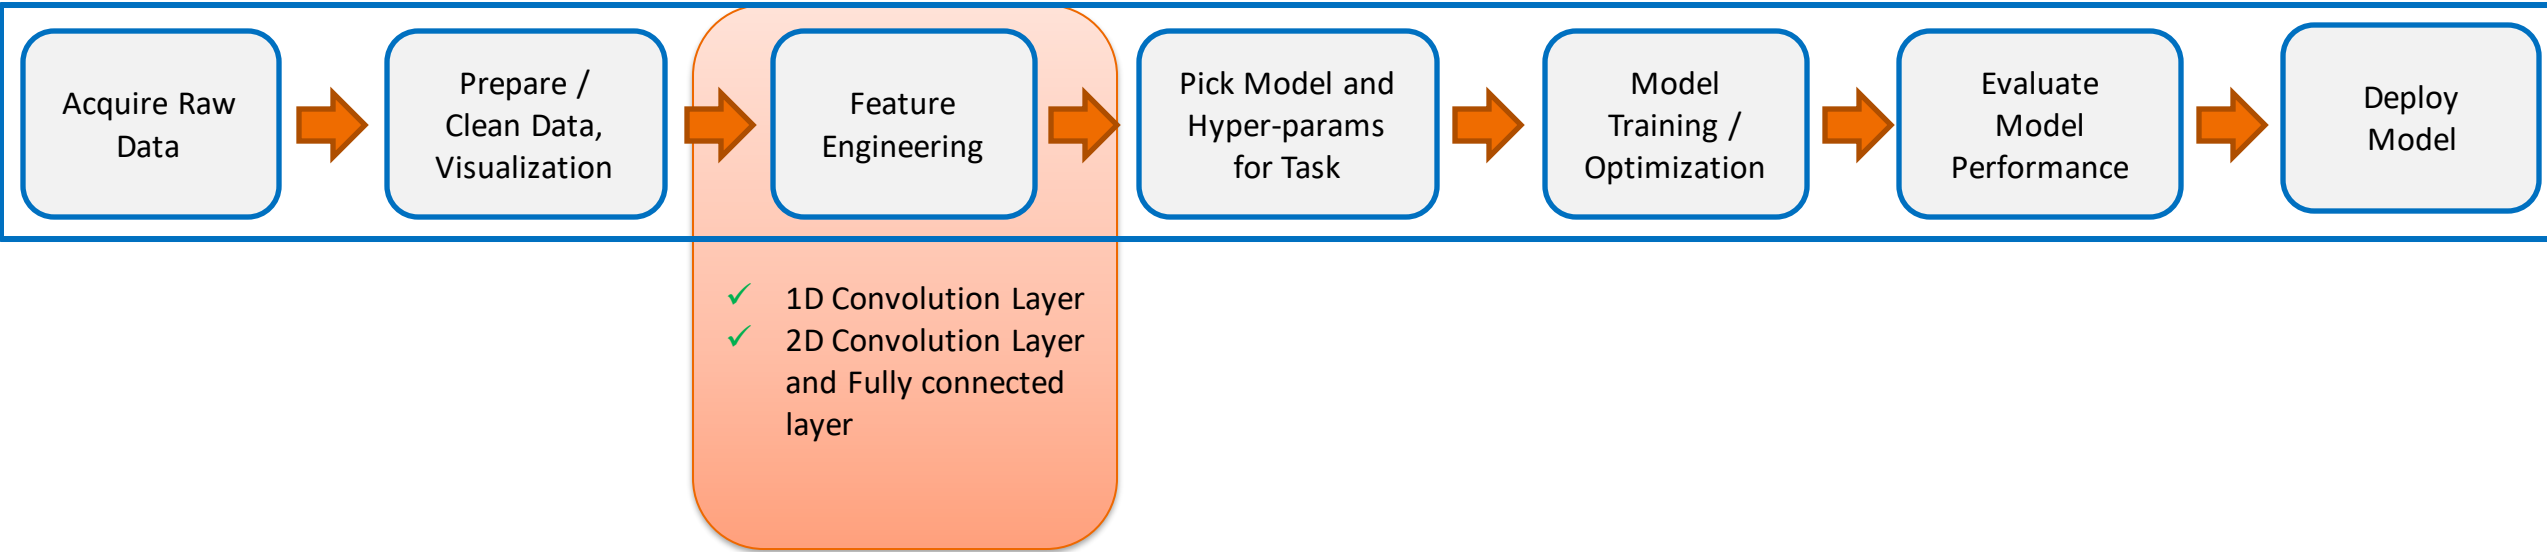 Acquire Raw
Data
Prepare /
Clean Data,
Visualization
Feature
Engineering
Pick Model and
Hyper-params
for Task
Model
Training /
Optimization
Evaluate
Model
Performance
Deploy
Model
✓ 1D Convolution Layer
✓ 2D Convolution Layer
and Fully connected
layer